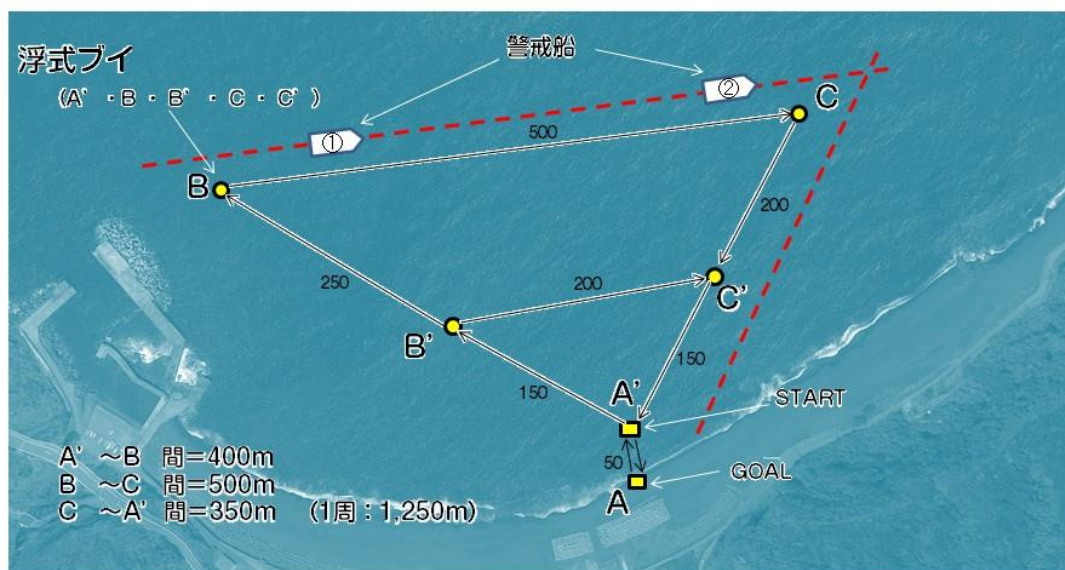 警戒船
浮式ブイ
(A'・B・B'・C・C')
①
②
C
500
B
200
250
200
C'
B'
150
150
A'
START
50
GOAL
A
A' ～B 間＝400m
B ～C 間＝500m
C ～A' 間＝350m (1周：1,250m)